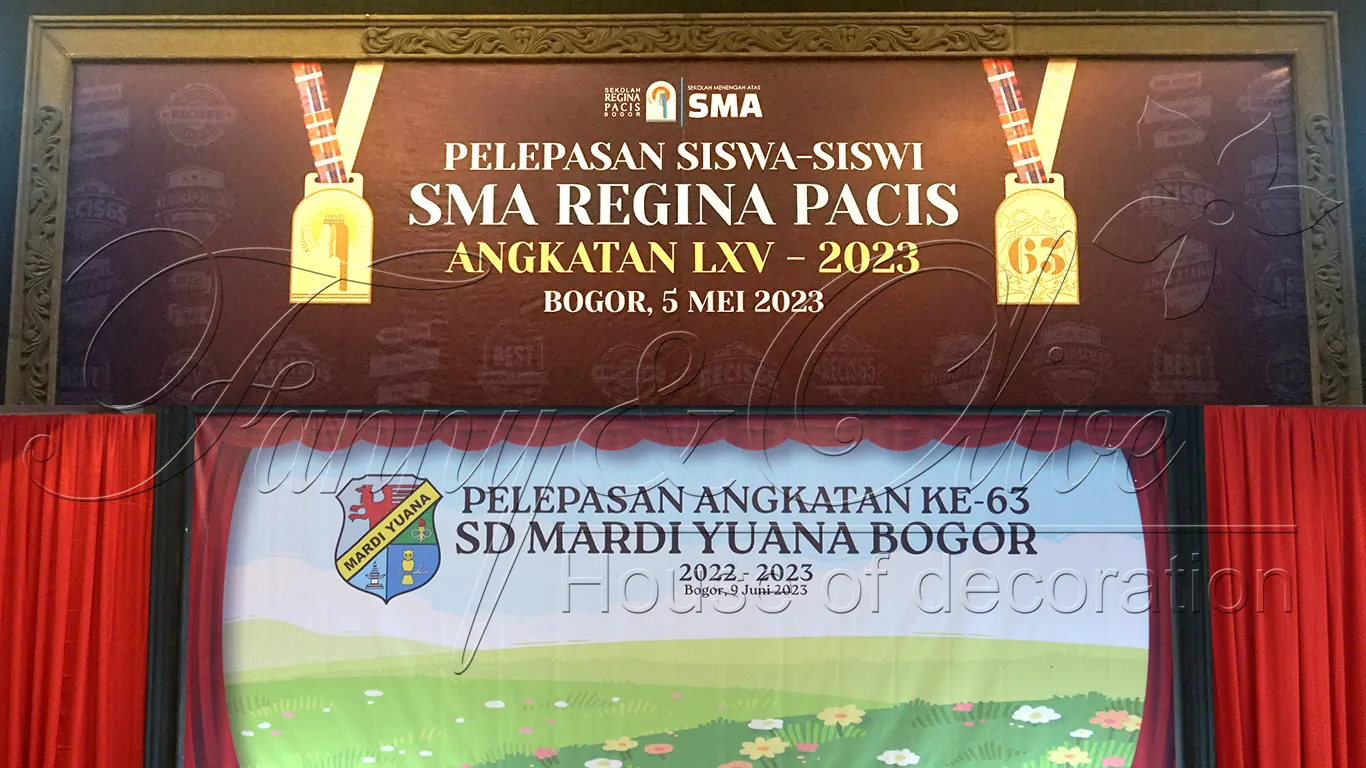 SEKOLAH
REGINA
PACIS
BOGOR
SEKOLAH MENENGAH ATAS
SMA
PELEPASAN SISWA-SISWI
SMA REGINA PACIS
ANGKATAN LXV - 2023
BOGOR, 5 MEI 2023
Fanny & Olive
House of decoration
MARDI YUANA
PELEPASAN ANGKATAN KE-63
SD MARDI YUANA BOGOR
2022 - 2023
Bogor, 9 Juni 2023